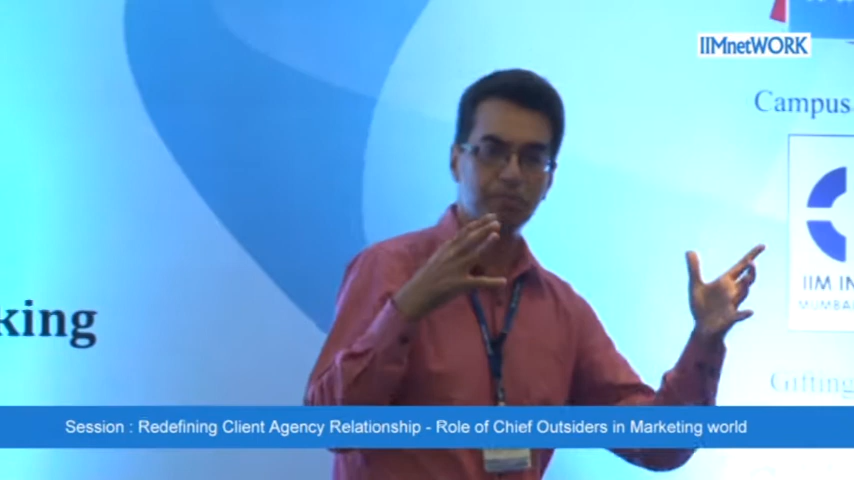 IIMnetWORK
Campus
IIM IN
MUMBA
king
Gifting
Session : Redefining Client Agency Relationship - Role of Chief Outsiders in Marketing world